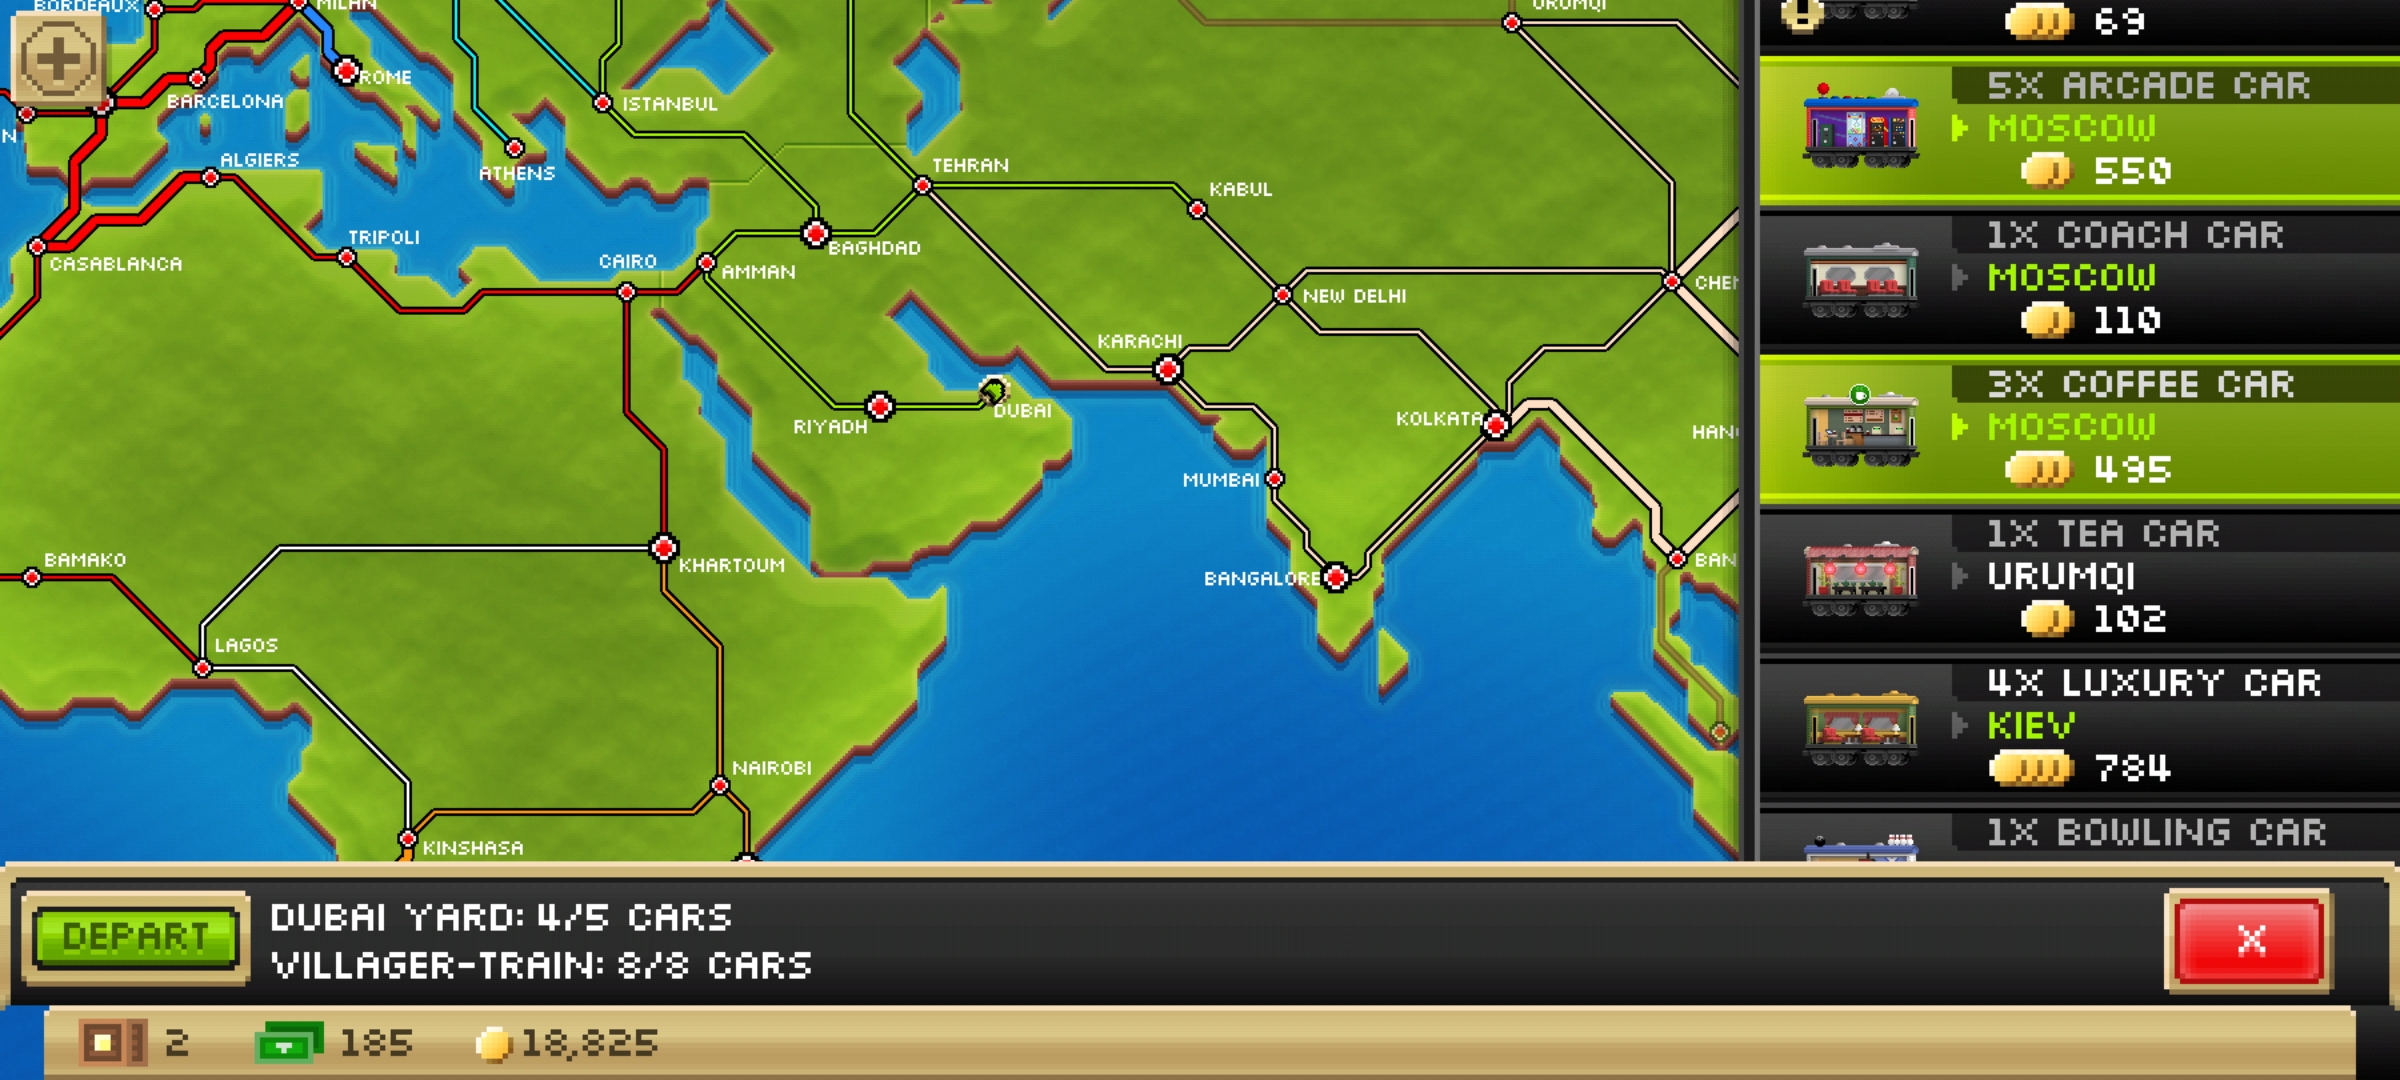 BORDEAUX
MILAN
URUMQI
69
ROME
BARCELONA
ISTANBUL
5X ARCADE CAR
MOSCOW
550
N
ALGIERS
ATHENS
TEHRAN
KABUL
TRIPOLI
CASABLANCA
CAIRO
AMMAN
BAGHDAD
NEW DELHI
CHEN
1X COACH CAR
MOSCOW
110
KARACHI
RIYADH
DUBAI
KOLKATA
HAN
3X COFFEE CAR
MOSCOW
495
MUMBAI
BAMAKO
KHARTOUM
BANGALORE
BAN
1X TEA CAR
URUMQI
102
LAGOS
4X LUXURY CAR
KIEV
784
NAIROBI
KINSHASA
1X BOWLING CAR
DEPART
DUBAI YARD: 4/5 CARS
VILLAGER-TRAIN: 8/8 CARS
X
2
185
18,825